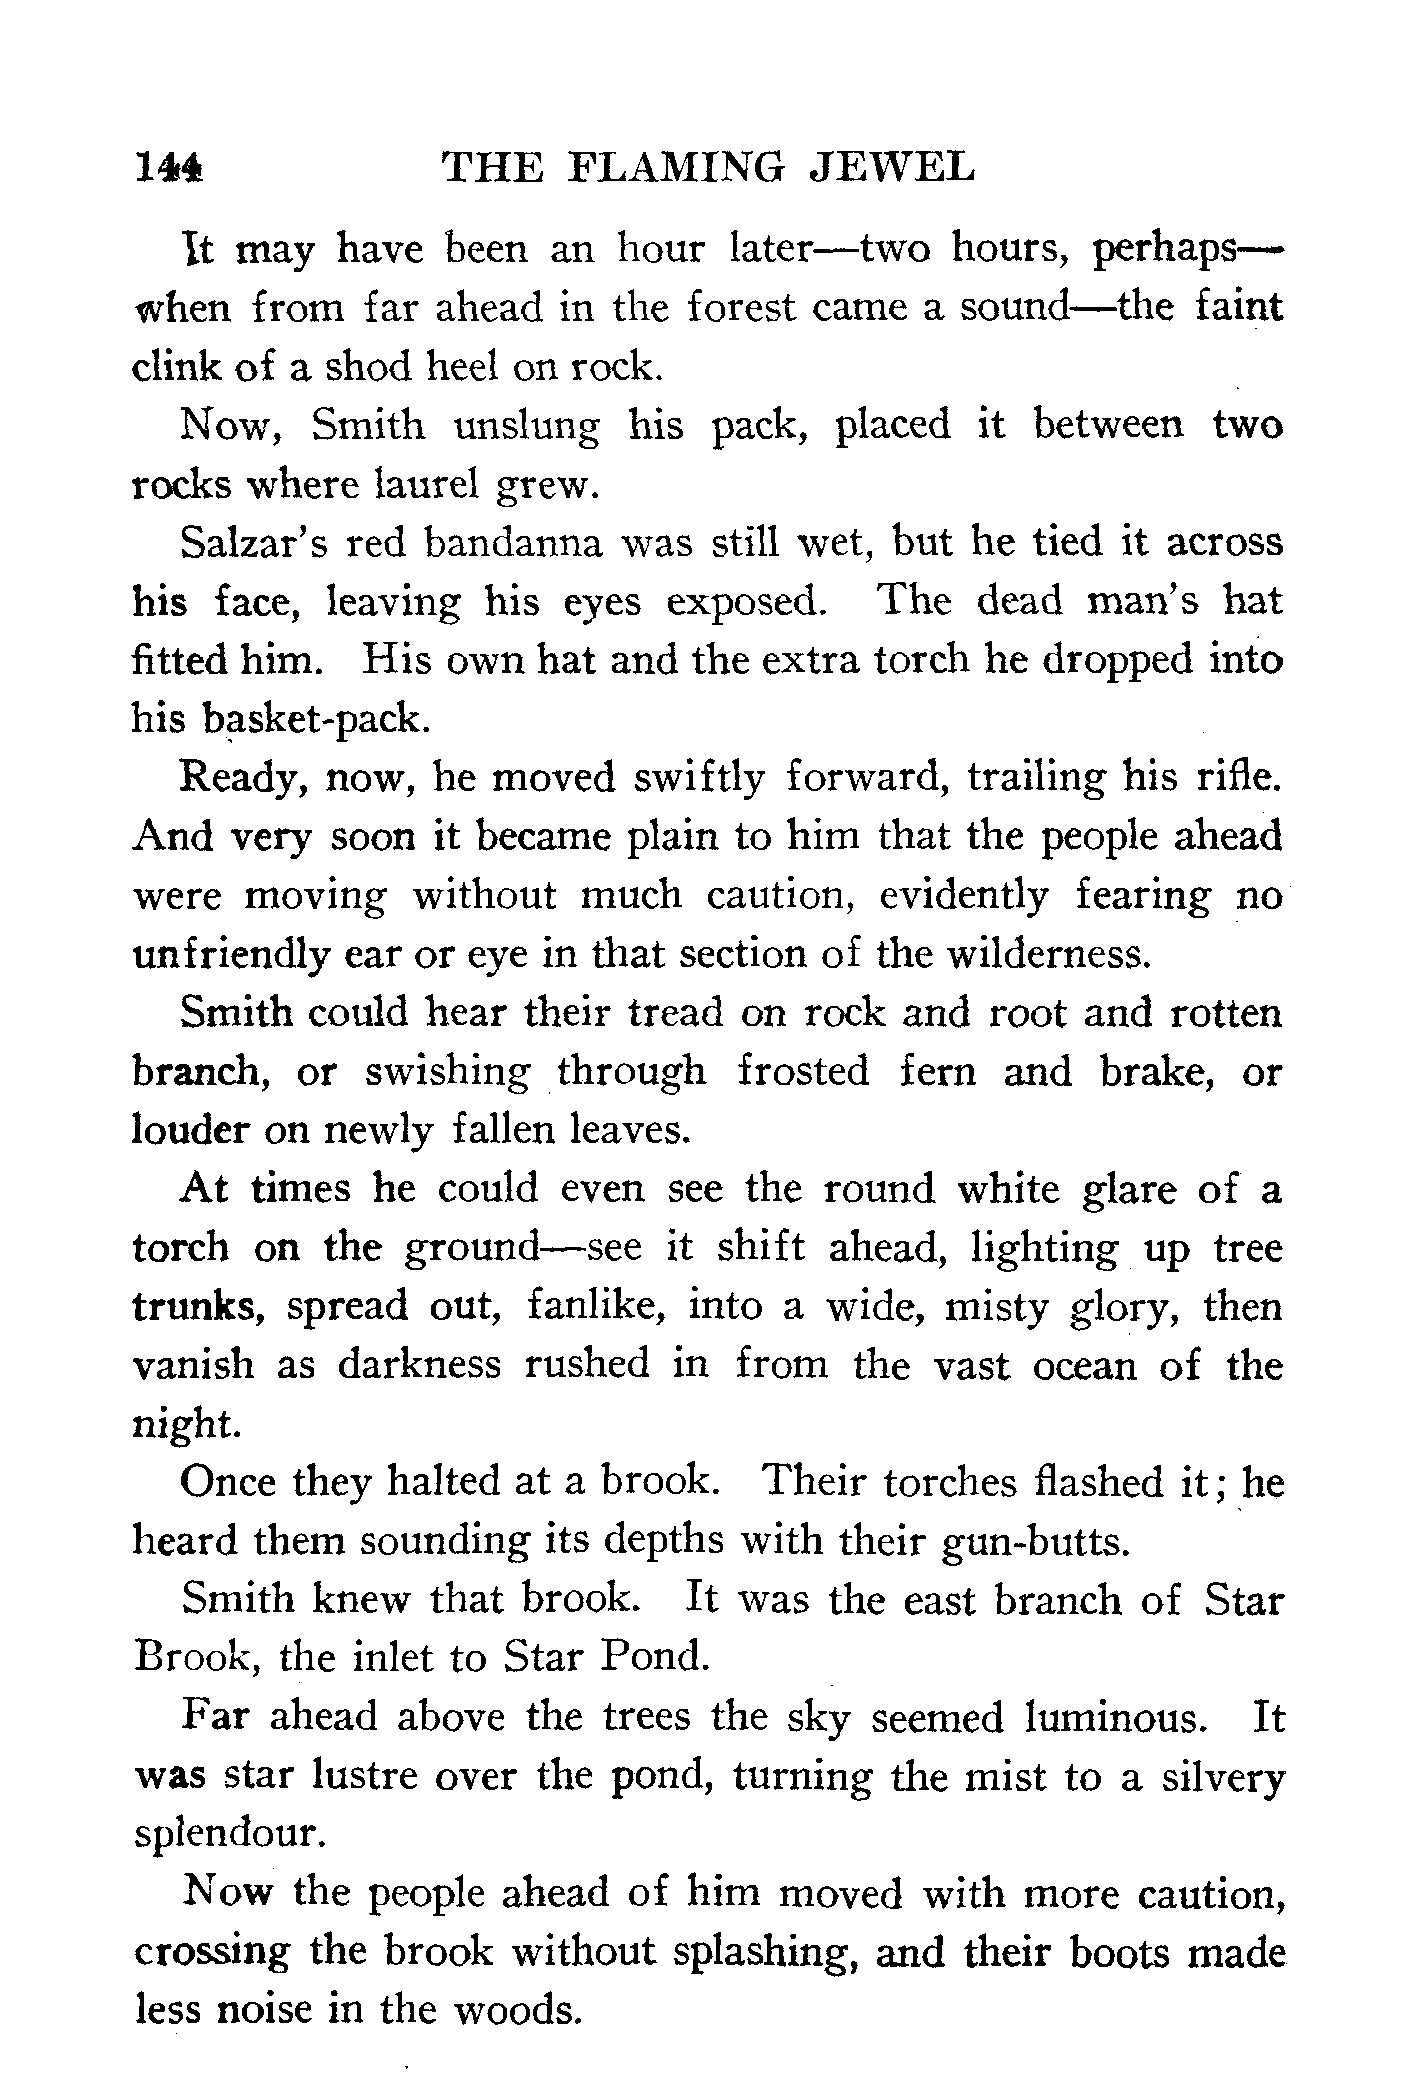 144 THE FLAMING JEWEL
It may have been an hour later—two hours, perhaps—
when from far ahead in the forest came a sound—the faint
clink of a shod heel on rock.
Now, Smith unslung his pack, placed it between two
rocks where laurel grew.
Salzar's red bandanna was still wet, but he tied it across
his face, leaving his eyes exposed. The dead man's hat
fitted him. His own hat and the extra torch he dropped into
his basket-pack.
Ready, now, he moved swiftly forward, trailing his rifle.
And very soon it became plain to him that the people ahead
were moving without much caution, evidently fearing no
unfriendly ear or eye in that section of the wilderness.
Smith could hear their tread on rock and root and rotten
branch, or swishing through frosted fern and brake, or
louder on newly fallen leaves.
At times he could even see the round white glare of a
torch on the ground—see it shift ahead, lighting up tree
trunks, spread out, fanlike, into a wide, misty glory, then
vanish as darkness rushed in from the vast ocean of the
night.
Once they halted at a brook. Their torches flashed it; he
heard them sounding its depths with their gun-butts.
Smith knew that brook. It was the east branch of Star
Brook, the inlet to Star Pond.
Far ahead above the trees the sky seemed luminous. It
was star lustre over the pond, turning the mist to a silvery
splendour.
Now the people ahead of him moved with more caution,
crossing the brook without splashing, and their boots made
less noise in the woods.